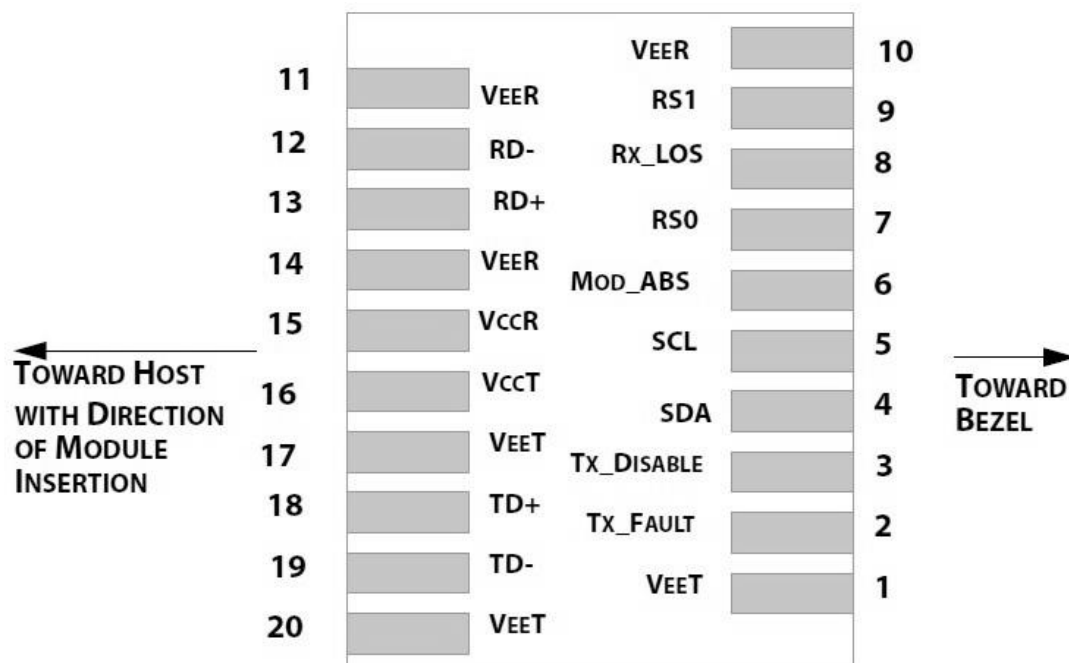 11 VEER
12 RD-
13 RD+
14 VEER
15 VCCR
16 VCCT
17 VEET
18 TD+
19 TD-
20 VEET
VEER 10
RS1 9
RX_LOS 8
RS0 7
MOD_ABS 6
SCL 5
SDA 4
TX_DISABLE 3
TX_FAULT 2
VEET 1
TOWARD HOST
WITH DIRECTION
OF MODULE
INSERTION
TOWARD
BEZEL